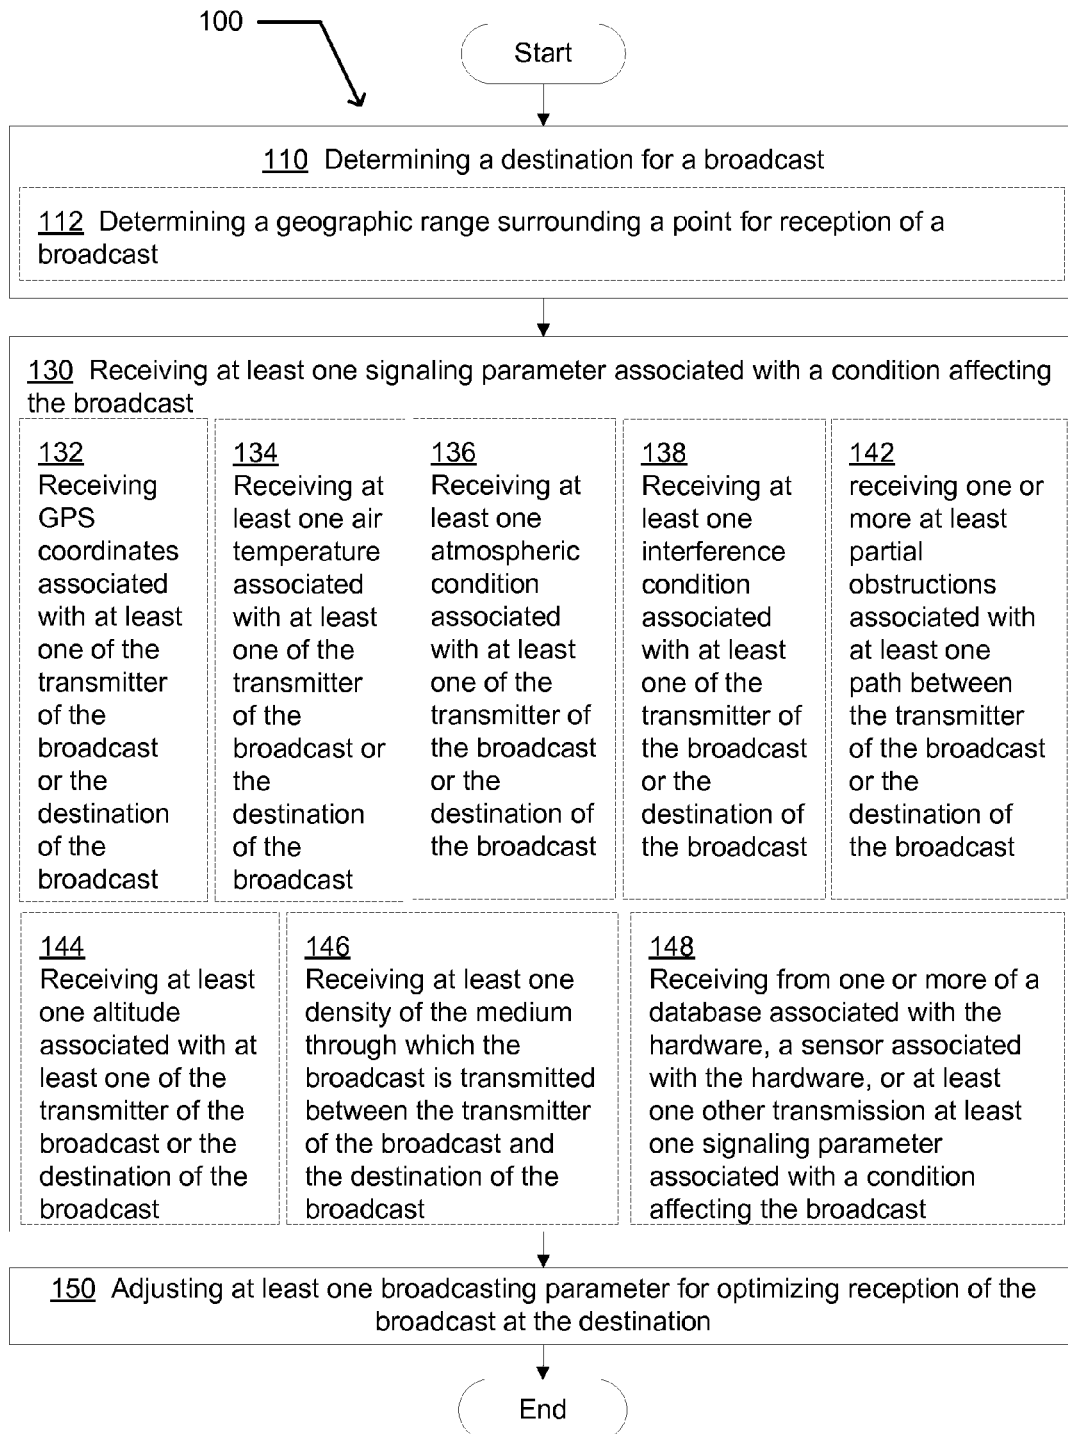 100
Start
110 Determining a destination for a broadcast
112 Determining a geographic range surrounding a point for reception of a
broadcast
130 Receiving at least one signaling parameter associated with a condition affecting
the broadcast
132
Receiving
GPS
coordinates
associated
with at least
one of the
transmitter
of the
broadcast
or the
destination
of the
broadcast
134
Receiving at
least one air
temperature
associated
with at least
one of the
transmitter
of the
broadcast or
the
destination
of the
broadcast
136
Receiving at
least one
atmospheric
condition
associated
with at least
one of the
transmitter of
the broadcast
or the
destination of
the broadcast
138
Receiving at
least one
interference
condition
associated
with at least
one of the
transmitter of
the broadcast
or the
destination of
the broadcast
142
receiving one or
more at least
partial
obstructions
associated with
at least one
path between
the transmitter
of the broadcast
or the
destination of
the broadcast
144
Receiving at least
one altitude
associated with at
least one of the
transmitter of the
broadcast or the
destination of the
broadcast
146
Receiving at least one
density of the medium
through which the
broadcast is transmitted
between the transmitter
of the broadcast and
the destination of the
broadcast
148
Receiving from one or more of a
database associated with the
hardware, a sensor associated
with the hardware, or at least
one other transmission at least
one signaling parameter
associated with a condition
affecting the broadcast
150 Adjusting at least one broadcasting parameter for optimizing reception of the
broadcast at the destination
End